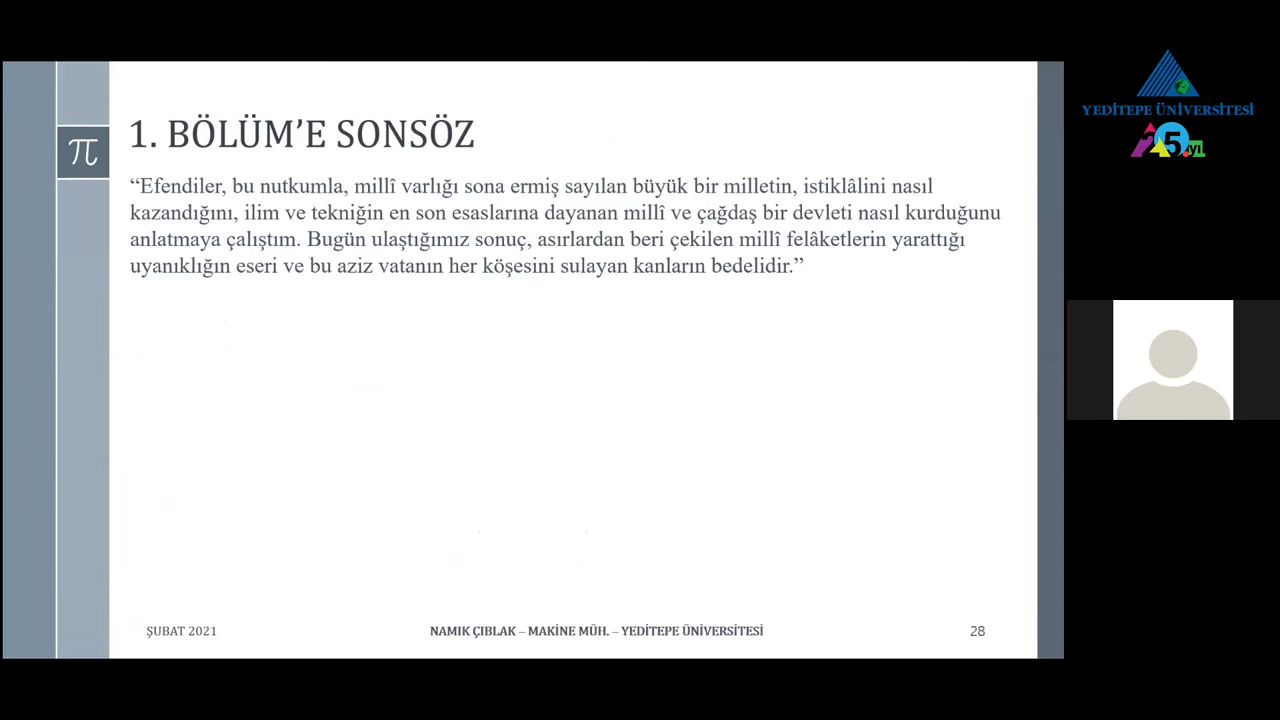 1. BÖLÜM’E SONSÖZ
π
“Efendiler, bu nutkumla, millî varlığı sona ermiş sayılan büyük bir milletin, istiklâlini nasıl
kazandığını, ilim ve tekniğin en son esaslarına dayanan millî ve çağdaş bir devleti nasıl kurduğunu
anlatmaya çalıştım. Bugün ulaştığımız sonuç, asırlardan beri çekilen millî felâketlerin yarattığı
uyanıklığın eseri ve bu aziz vatanın her köşesini sulayan kanların bedelidir.”
ŞUBAT 2021
NAMIK ÇIBLAK – MAKİNE MÜH. – YEDİTEPE ÜNİVERSİTESİ
28
YEDİTEPE ÜNİVERSİTESİ
25.yıl